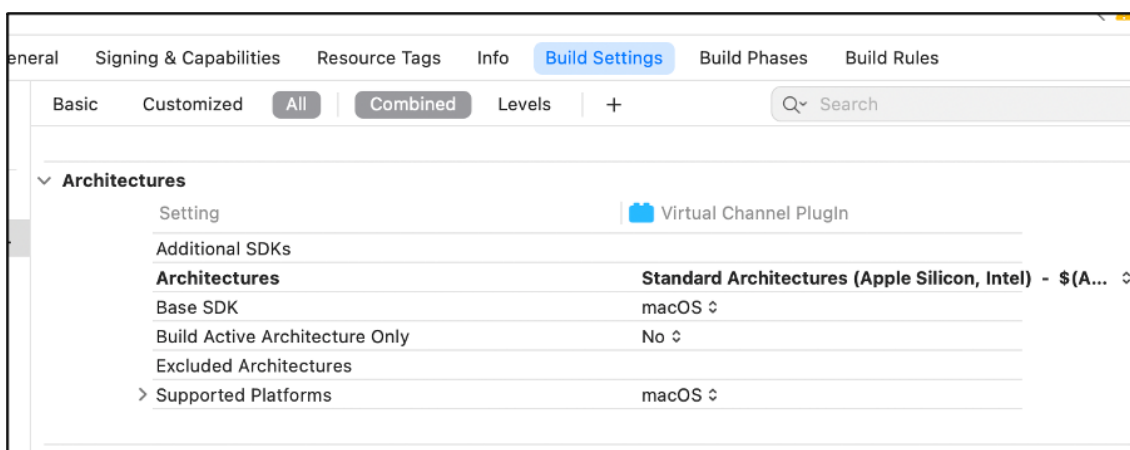 eneral Signing & Capabilities Resource Tags Info Build Settings Build Phases Build Rules
Basic Customized All Combined Levels + Search
Architectures
Setting Virtual Channel PlugIn
Additional SDKs
Architectures Standard Architectures (Apple Silicon, Intel) - $(A...
Base SDK macOS
Build Active Architecture Only No
Excluded Architectures
Supported Platforms macOS